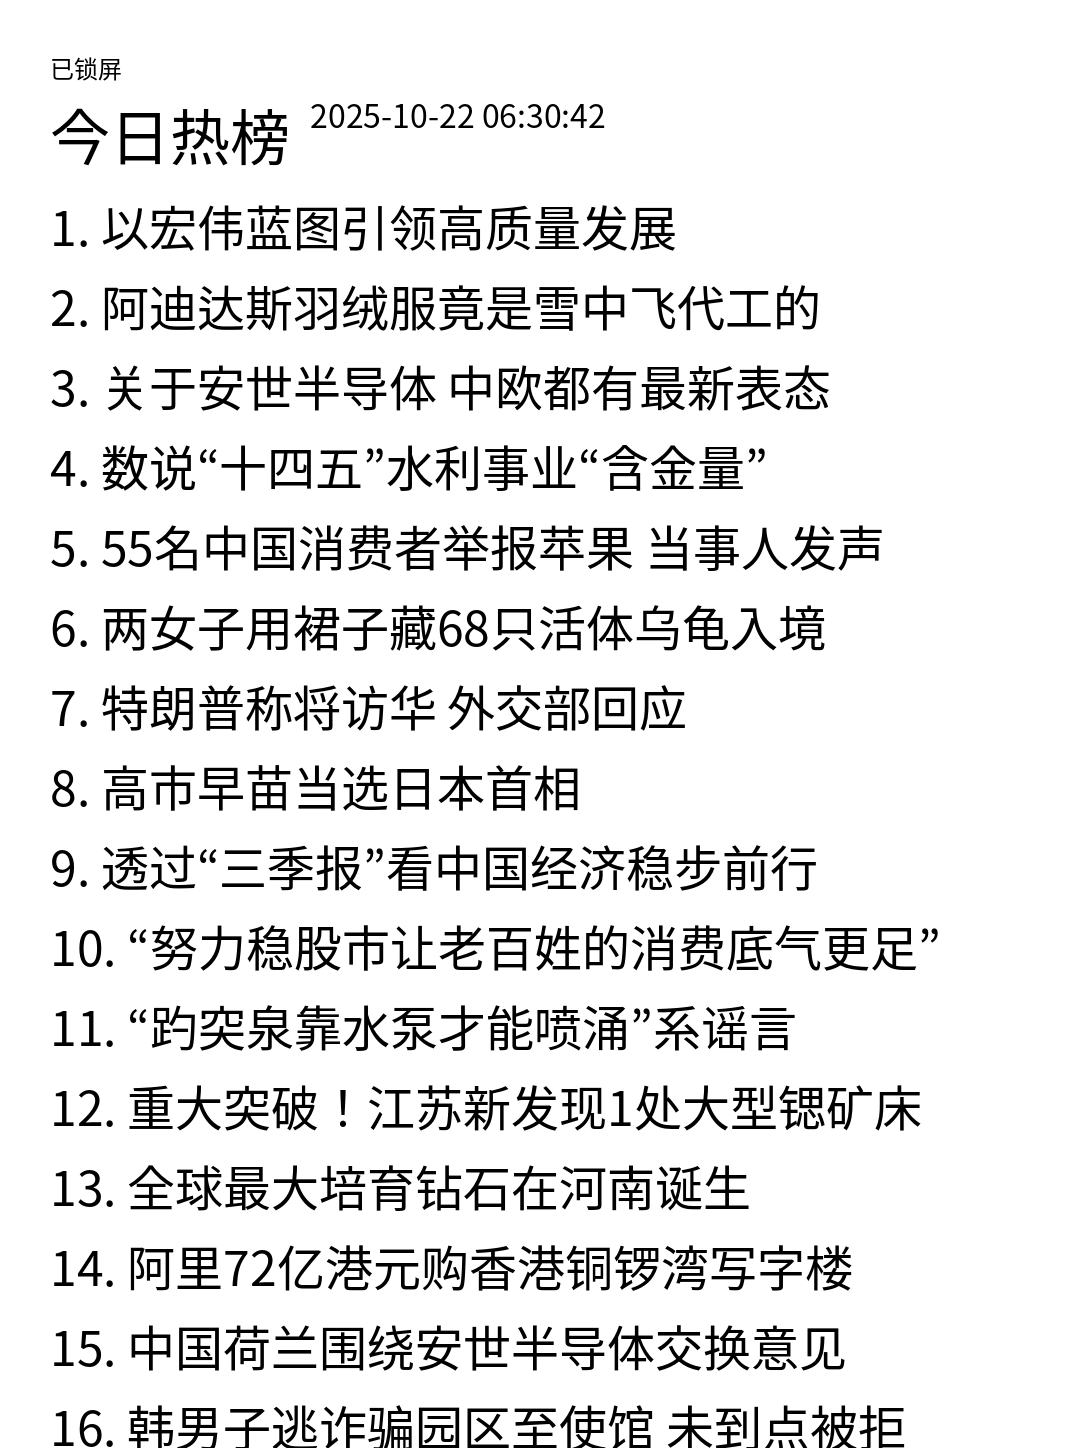 已锁屏
今日热榜 2025-10-22 06:30:42
1. 以宏伟蓝图引领高质量发展
2. 阿迪达斯羽绒服竟是雪中飞代工的
3. 关于安世半导体 中欧都有最新表态
4. 数说“十四五”水利事业“含金量”
5. 55名中国消费者举报苹果 当事人发声
6. 两女子用裙子藏68只活体乌龟入境
7. 特朗普称将访华 外交部回应
8. 高市早苗当选日本首相
9. 透过“三季报”看中国经济稳步前行
10. “努力稳股市让老百姓的消费底气更足”
11. “趵突泉靠水泵才能喷涌”系谣言
12. 重大突破！江苏新发现1处大型锶矿床
13. 全球最大培育钻石在河南诞生
14. 阿里72亿港元购香港铜锣湾写字楼
15. 中国荷兰围绕安世半导体交换意见
16. 韩男子逃诈骗园区至使馆 未到点被拒